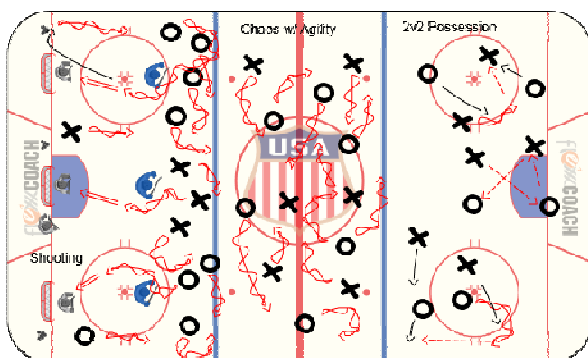 Chaos w/ Agility
2v2 Possession
USA
COACH
COACH
Shooting